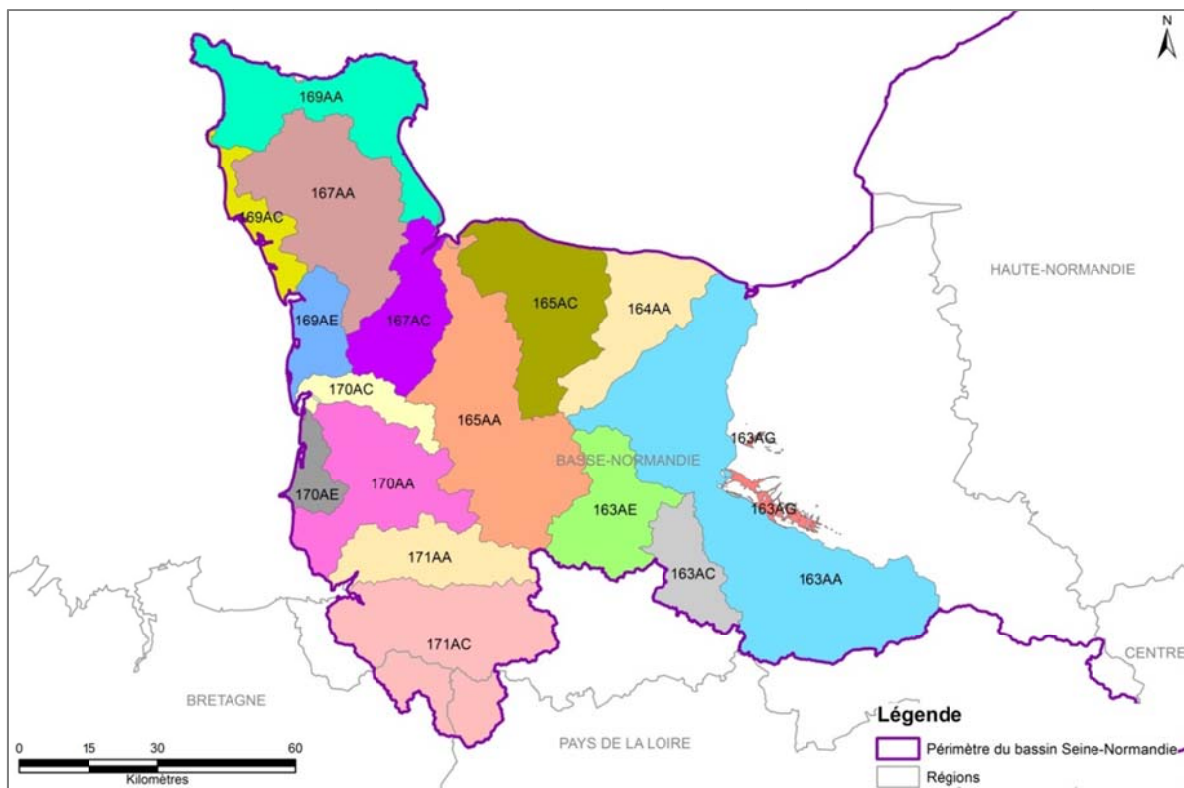 N
169AA
167AA
169AC
HAUTE-NORMANDIE
165AC
164AA
169AE
167AC
170AC
165AA
163AG
BASSE-NORMANDIE
170AA
170AE
163AE
163AG
171AA
163AC
163AA
171AC
CENTRE
BRETAGNE
PAYS DE LA LOIRE
Légende
Périmètre du bassin Seine-Normandie
Régions
0 15 30 60
Kilomètres